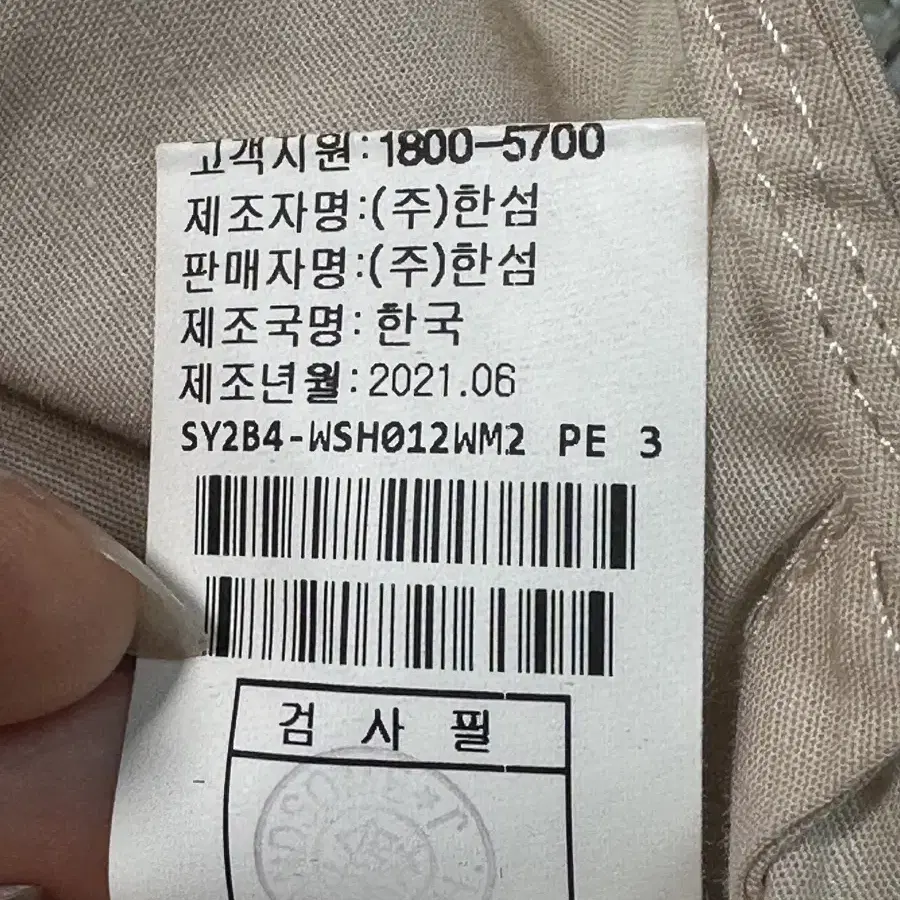 고객지원:1800-5700
제조자명:(주)한섬
판매자명:(주)한섬
제조국명: 한국
제조년월: 2021.06
SY2B4-WSH012WM2 PE 3
검 사 필